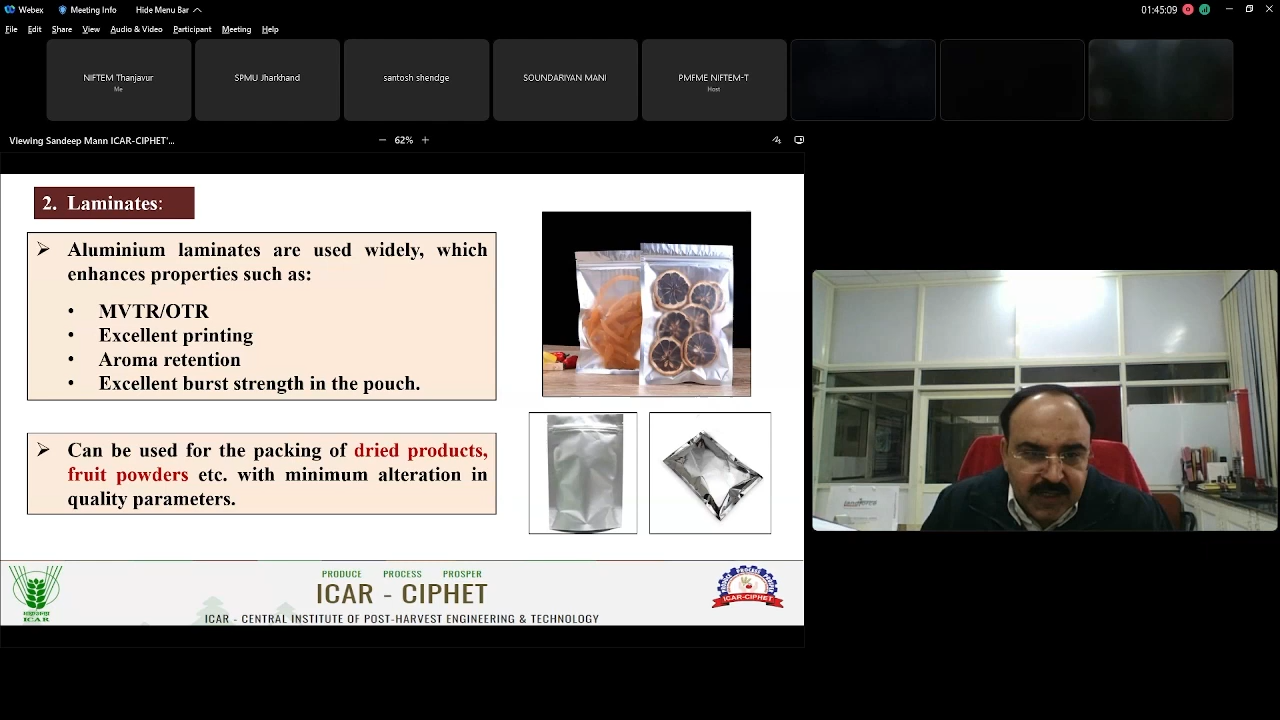 Webex
Meeting Info
Hide Menu Bar
01:45:09
File Edit Share View Audio & Video Participant Meeting Help
NIFTEM Thanjavur
Me
SPMU Jharkhand
santosh shendge
SOUNDARIYAN MANI
PMFME NIFTEM-T
Host
Viewing Sandeep Mann ICAR-CIPHET'...
62%
2. Laminates:
Aluminium laminates are used widely, which
enhances properties such as:
• MVTR/OTR
• Excellent printing
• Aroma retention
• Excellent burst strength in the pouch.
Can be used for the packing of dried products,
fruit powders etc. with minimum alteration in
quality parameters.
ICAR
PRODUCE PROCESS PROSPER
ICAR - CIPHET
ICAR - CENTRAL INSTITUTE OF POST-HARVEST ENGINEERING & TECHNOLOGY
ICAR-CIPHET